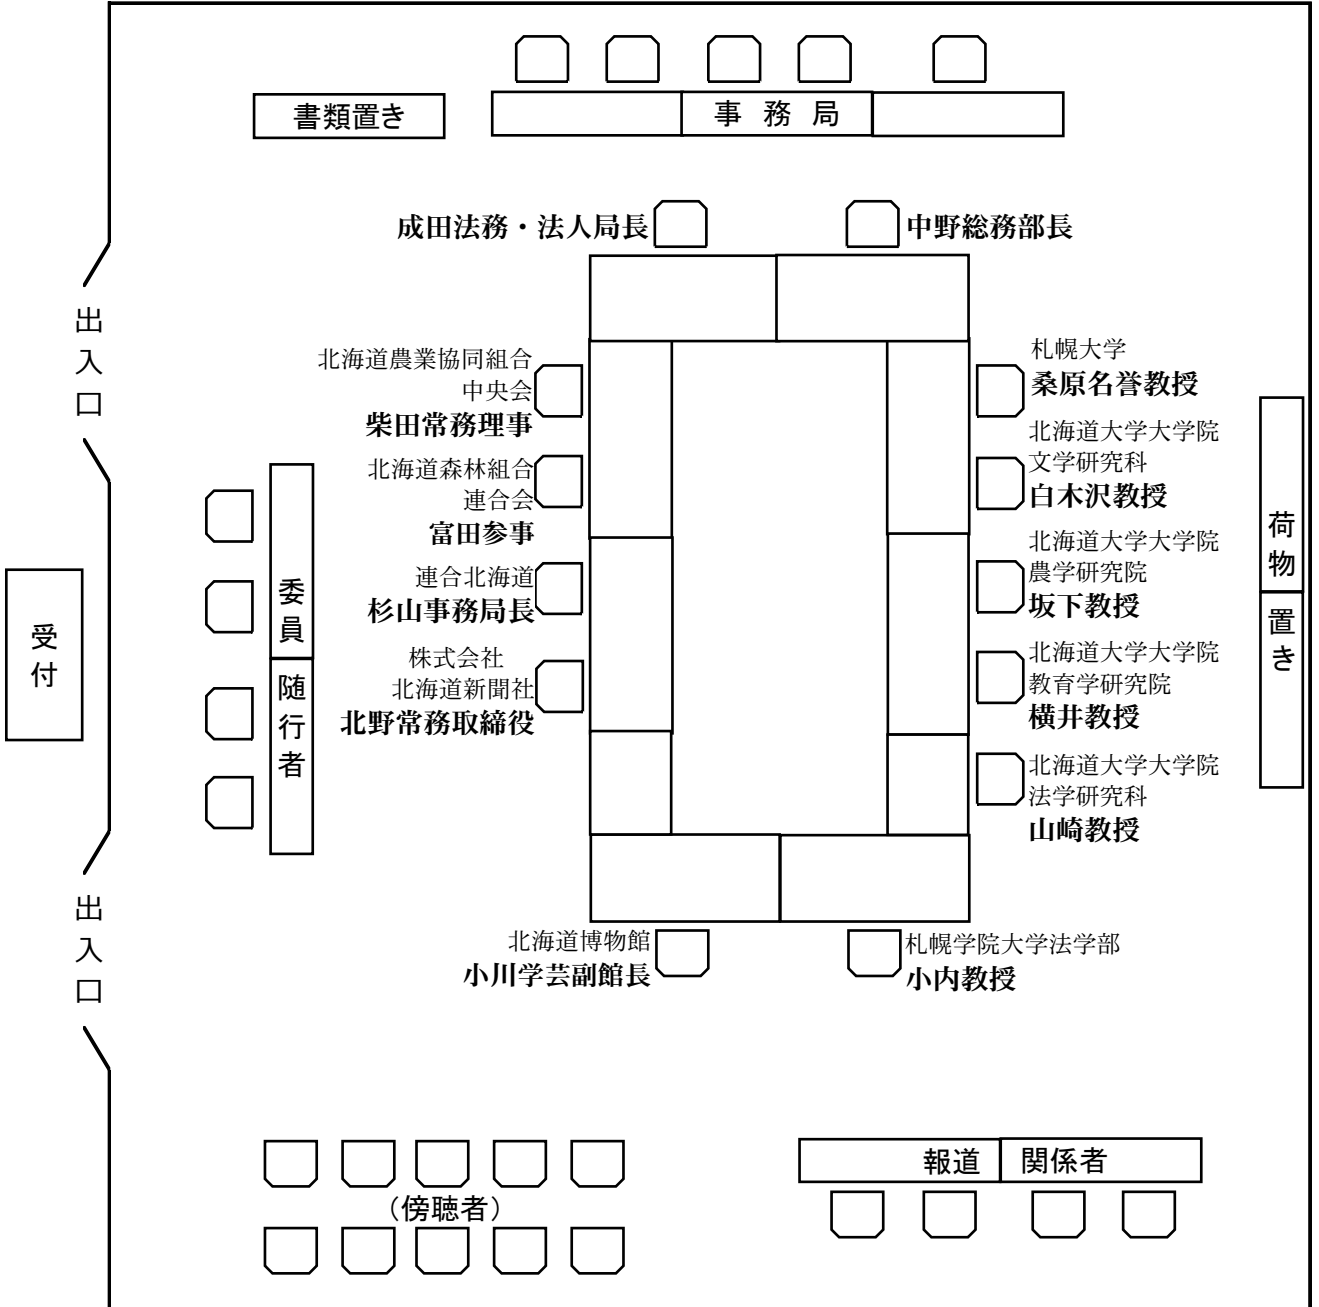 書類置き
事務局
成田法務・法人局長
中野総務部長
出入口
北海道農業協同組合
中央会
柴田常務理事
北海道森林組合
連合会
富田参事
連合北海道
杉山事務局長
株式会社
北海道新聞社
北野常務取締役
札幌大学
桑原名誉教授
北海道大学大学院
文学研究科
白木沢教授
北海道大学大学院
農学研究院
坂下教授
北海道大学大学院
教育学研究院
横井教授
北海道大学大学院
法学研究科
山崎教授
荷物置き
委員随行者
受付
出入口
北海道博物館
小川学芸副館長
札幌学院大学法学部
小内教授
(傍聴者)
報道関係者